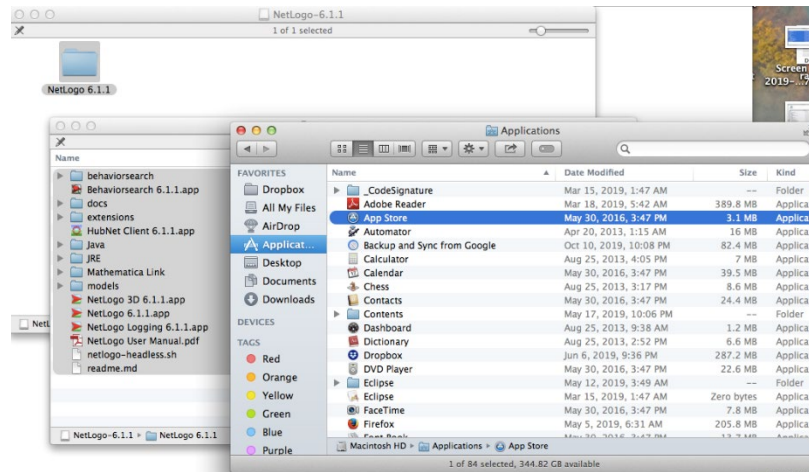 NetLogo-6.1.1
1 of 1 selected
NetLogo 6.1.1
Screen
2019-...
Name
behaviorsearch
Behaviorsearch 6.1.1.app
docs
extensions
HubNet Client 6.1.1.app
Java
JRE
Mathematica Link
models
NetLogo 3D 6.1.1.app
NetLogo 6.1.1.app
NetLogo Logging 6.1.1.app
NetLogo User Manual.pdf
netlogo-headless.sh
readme.md
NetLogo-6.1.1 NetLogo 6.1.1
NetL
Applications
FAVORITES
Dropbox
All My Files
AirDrop
Applicat...
Desktop
Documents
Downloads
DEVICES
TAGS
Red
Orange
Yellow
Green
Blue
Purple
Name Date Modified Size Kind
_CodeSignature Mar 15, 2019, 1:47 AM -- Folder
Adobe Reader Mar 18, 2019, 5:42 AM 389.8 MB Applica
App Store May 30, 2016, 3:47 PM 3.1 MB Applica
Automator Apr 20, 2013, 1:15 AM 16 MB Applica
Backup and Sync from Google Oct 10, 2019, 10:08 PM 82.4 MB Applica
Calculator Aug 25, 2013, 4:05 PM 7 MB Applica
Calendar May 30, 2016, 3:47 PM 39.5 MB Applica
Chess Aug 25, 2013, 3:17 PM 8.6 MB Applica
Contacts May 30, 2016, 3:47 PM 24.4 MB Applica
Contents May 17, 2019, 10:06 PM -- Folder
Dashboard Aug 25, 2013, 9:38 AM 1.2 MB Applica
Dictionary Aug 25, 2013, 2:52 PM 6.6 MB Applica
Dropbox Jun 6, 2019, 9:36 PM 287.2 MB Applica
DVD Player May 30, 2016, 3:47 PM 22.6 MB Applica
Eclipse May 12, 2019, 3:49 AM -- Folder
Eclipse Mar 15, 2019, 1:47 AM Zero bytes Applica
FaceTime May 30, 2016, 3:47 PM 7.8 MB Applica
Firefox May 5, 2019, 6:31 AM 205.8 MB Applica
Font Book May 30, 2016, 3:47 PM 13.7 MB Applica
Macintosh HD Applications App Store
1 of 84 selected, 344.82 GB available